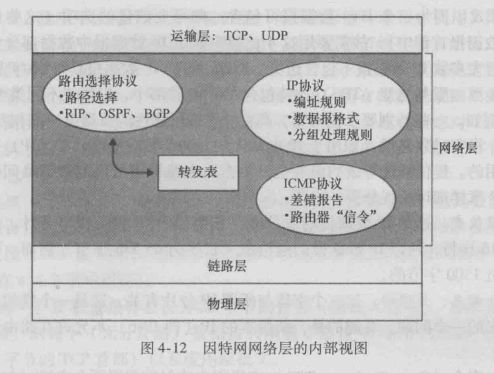 运输层：TCP、UDP
路由选择协议
•路径选择
•RIP、OSPF、BGP
转发表
IP协议
•编址规则
•数据报格式
•分组处理规则
ICMP协议
•差错报告
•路由器“信令”
网络层
链路层
物理层
图 4-12 因特网网络层的内部视图